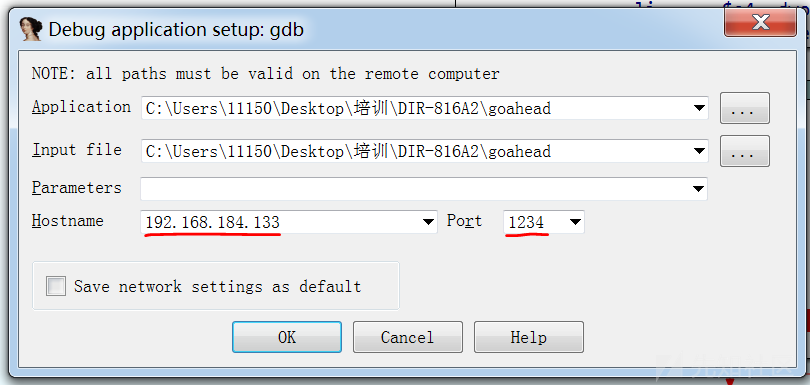 Debug application setup: gdb
NOTE: all paths must be valid on the remote computer
Application C:\Users\11150\Desktop\培训\DIR-816A2\goahead ...
Input file C:\Users\11150\Desktop\培训\DIR-816A2\goahead ...
Parameters
Hostname 192.168.184.133 Port 1234
Save network settings as default
OK Cancel Help